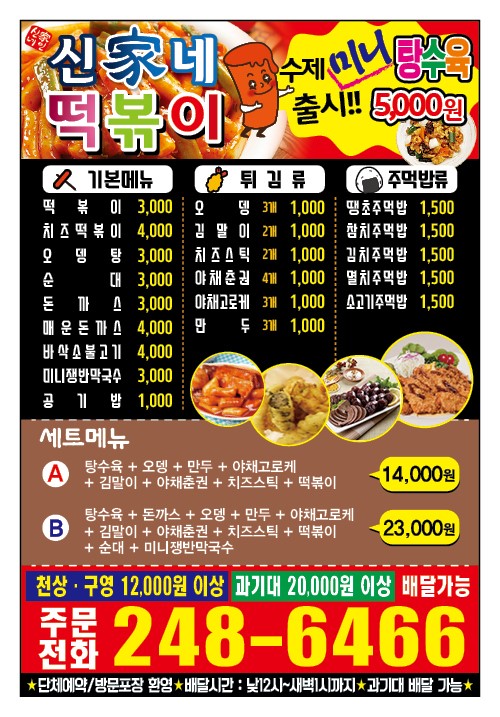 신家네
떡볶이
수제 미니 탕수육
출시!! 5,000원
기본메뉴
떡볶이 3,000
치즈떡볶이 4,000
오뎅탕 3,000
순대 3,000
돈까스 3,000
매운돈까스 4,000
바삭소불고기 4,000
미니쟁반막국수 3,000
공기밥 1,000
튀김류
오뎅 3개 1,000
김말이 2개 1,000
치즈스틱 2개 1,000
야채춘권 4개 1,000
야채고로케 3개 1,000
만두 3개 1,000
주먹밥류
땡초주먹밥 1,500
참치주먹밥 1,500
김치주먹밥 1,500
멸치주먹밥 1,500
소고기주먹밥 1,500
세트메뉴
A 탕수육 + 오뎅 + 만두 + 야채고로케
+ 김말이 + 야채춘권 + 치즈스틱 + 떡볶이
14,000원
B 탕수육 + 돈까스 + 오뎅 + 만두 + 야채고로케
+ 김말이 + 야채춘권 + 치즈스틱 + 떡볶이
+ 순대 + 미니쟁반막국수
23,000원
천상·구영 12,000원 이상 과기대 20,000원 이상 배달가능
주문전화 248-6466
★단체예약/방문포장 환영★배달시간 : 낮12시~새벽1시까지★과기대 배달 가능★